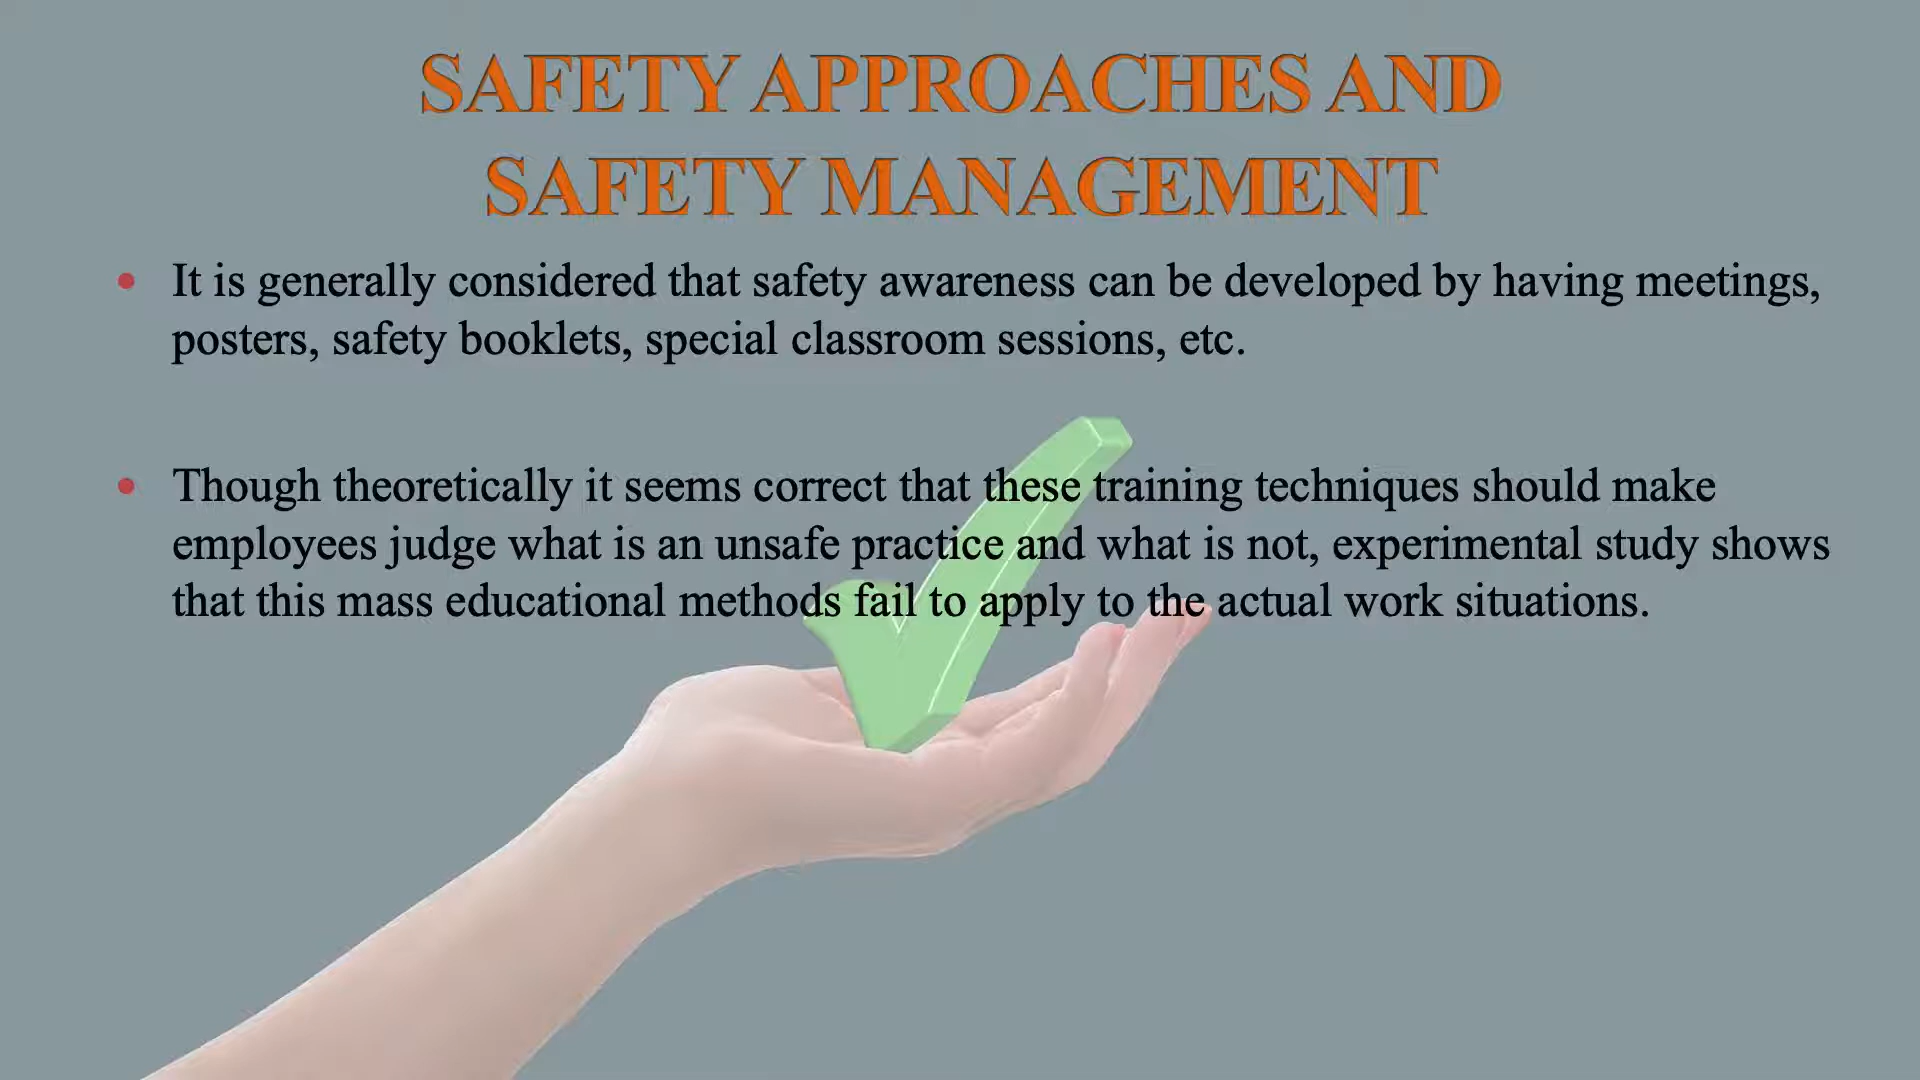 SAFETY APPROACHES AND
SAFETY MANAGEMENT
• It is generally considered that safety awareness can be developed by having meetings,
posters, safety booklets, special classroom sessions, etc.
• Though theoretically it seems correct that these training techniques should make
employees judge what is an unsafe practice and what is not, experimental study shows
that this mass educational methods fail to apply to the actual work situations.